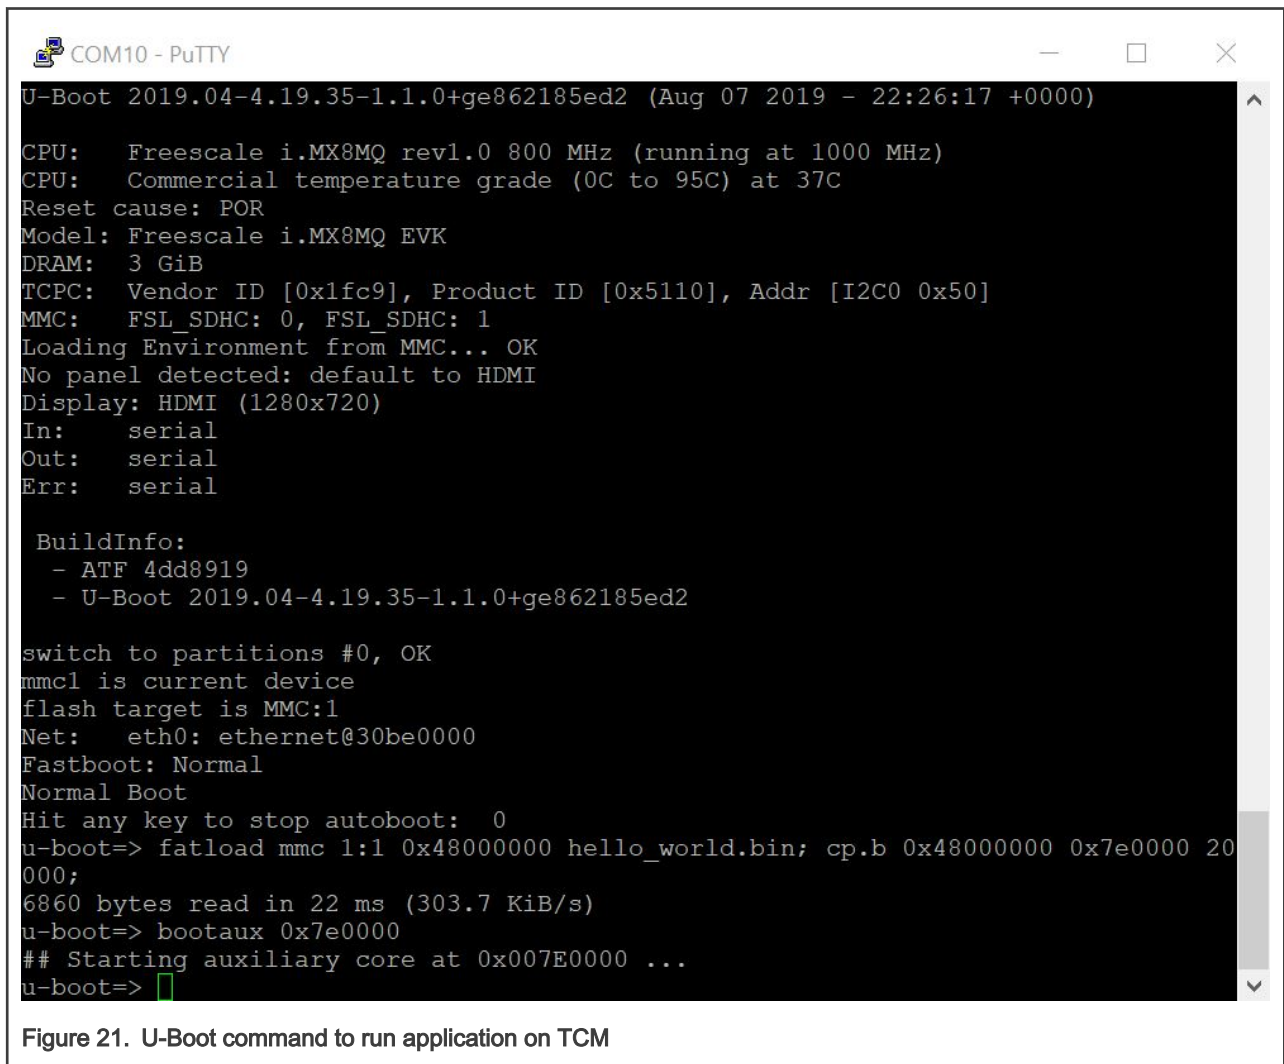 COM10 - PuTTY
U-Boot 2019.04-4.19.35-1.1.0+ge862185ed2 (Aug 07 2019 - 22:26:17 +0000)
CPU:   Freescale i.MX8MQ rev1.0 800 MHz (running at 1000 MHz)
CPU:   Commercial temperature grade (0C to 95C) at 37C
Reset cause: POR
Model: Freescale i.MX8MQ EVK
DRAM:  3 GiB
TCPC:  Vendor ID [0x1fc9], Product ID [0x5110], Addr [I2C0 0x50]
MMC:   FSL_SDHC: 0, FSL_SDHC: 1
Loading Environment from MMC... OK
No panel detected: default to HDMI
Display: HDMI (1280x720)
In:    serial
Out:   serial
Err:   serial
BuildInfo:
- ATF 4dd8919
- U-Boot 2019.04-4.19.35-1.1.0+ge862185ed2
switch to partitions #0, OK
mmc1 is current device
flash target is MMC:1
Net:   eth0: ethernet@30be0000
Fastboot: Normal
Normal Boot
Hit any key to stop autoboot:  0
u-boot=> fatload mmc 1:1 0x48000000 hello_world.bin; cp.b 0x48000000 0x7e0000 20
000;
6860 bytes read in 22 ms (303.7 KiB/s)
u-boot=> bootaux 0x7e0000
## Starting auxiliary core at 0x007E0000 ...
u-boot=>
Figure 21. U-Boot command to run application on TCM